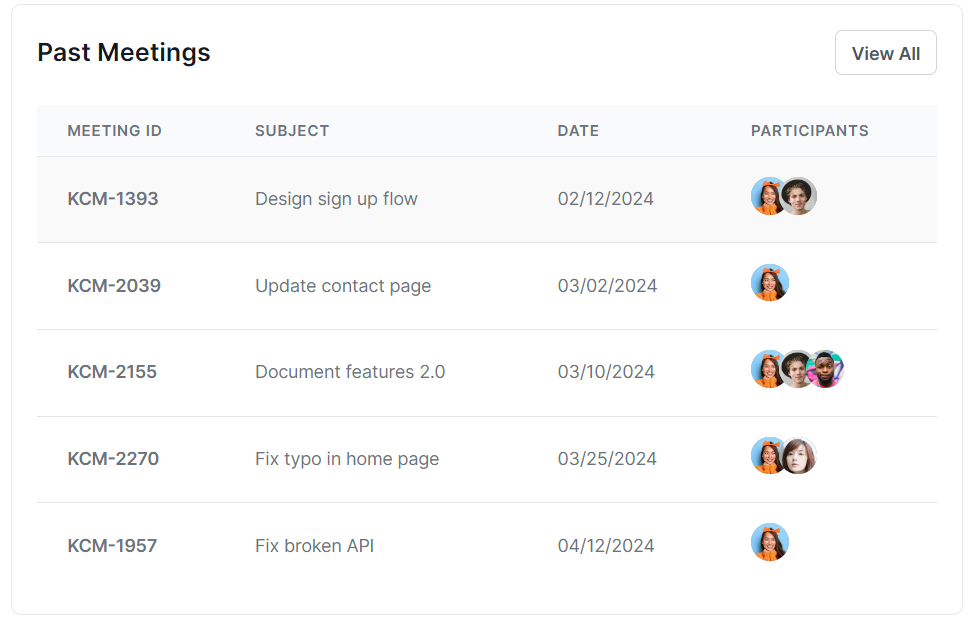 Past Meetings
View All
MEETING ID SUBJECT DATE PARTICIPANTS
KCM-1393 Design sign up flow 02/12/2024
KCM-2039 Update contact page 03/02/2024
KCM-2155 Document features 2.0 03/10/2024
KCM-2270 Fix typo in home page 03/25/2024
KCM-1957 Fix broken API 04/12/2024